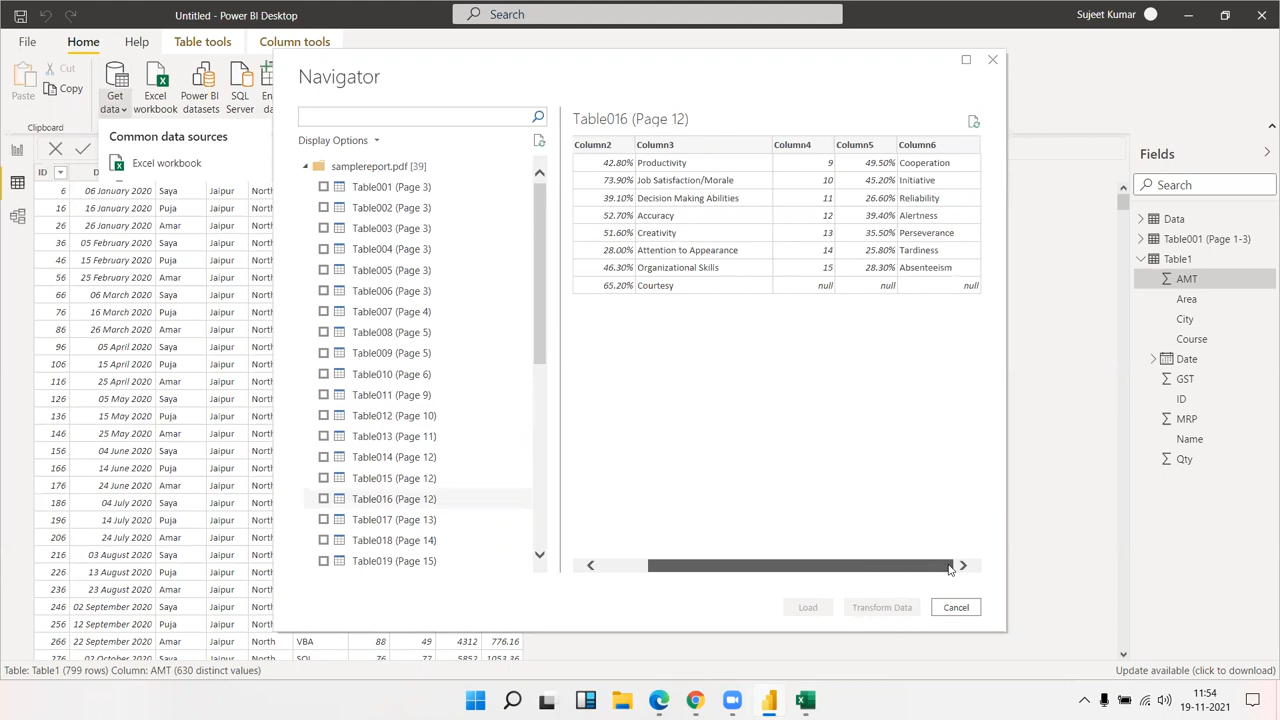 Untitled - Power BI Desktop
Search
Sujeet Kumar
File
Home
Help
Table tools
Column tools
Paste
Cut
Copy
Get data
Excel workbook
Power BI datasets
SQL Server
Clipboard
Common data sources
Excel workbook
Navigator
Display Options
samplereport.pdf [39]
Table001 (Page 3)
Table002 (Page 3)
Table003 (Page 3)
Table004 (Page 3)
Table005 (Page 3)
Table006 (Page 3)
Table007 (Page 4)
Table008 (Page 5)
Table009 (Page 5)
Table010 (Page 6)
Table011 (Page 9)
Table012 (Page 10)
Table013 (Page 11)
Table014 (Page 12)
Table015 (Page 12)
Table016 (Page 12)
Table017 (Page 13)
Table018 (Page 14)
Table019 (Page 15)
Table016 (Page 12)
Column2 Column3 Column4 Column5 Column6
42.80% Productivity 9 49.50% Cooperation
73.90% Job Satisfaction/Morale 10 45.20% Initiative
39.10% Decision Making Abilities 11 26.60% Reliability
52.70% Accuracy 12 39.40% Alertness
51.60% Creativity 13 35.50% Perseverance
28.00% Attention to Appearance 14 25.80% Tardiness
46.30% Organizational Skills 15 28.30% Absenteeism
65.20% Courtesy null null null
Load
Transform Data
Cancel
ID
6 06 January 2020 Saya Jaipur North
16 16 January 2020 Puja Jaipur North
26 26 January 2020 Amar Jaipur North
36 05 February 2020 Saya Jaipur North
46 15 February 2020 Puja Jaipur North
56 25 February 2020 Amar Jaipur North
66 06 March 2020 Saya Jaipur North
76 16 March 2020 Puja Jaipur North
86 26 March 2020 Amar Jaipur North
96 05 April 2020 Saya Jaipur North
106 15 April 2020 Puja Jaipur North
116 25 April 2020 Amar Jaipur North
126 05 May 2020 Saya Jaipur North
136 15 May 2020 Puja Jaipur North
146 25 May 2020 Amar Jaipur North
156 04 June 2020 Saya Jaipur North
166 14 June 2020 Puja Jaipur North
176 24 June 2020 Amar Jaipur North
186 04 July 2020 Saya Jaipur North
196 14 July 2020 Puja Jaipur North
206 24 July 2020 Amar Jaipur North
216 03 August 2020 Saya Jaipur North
226 13 August 2020 Puja Jaipur North
236 23 August 2020 Amar Jaipur North
246 02 September 2020 Saya Jaipur North
256 12 September 2020 Puja Jaipur North
266 22 September 2020 Amar Jaipur North VBA 88 49 4312 776.16
276 02 October 2020 Saya Jaipur North SQL 76 77 5852 1053.36
Fields
Search
Data
Table001 (Page 1-3)
Table1
AMT
Area
City
Course
Date
GST
ID
MRP
Name
Qty
Table: Table1 (799 rows) Column: AMT (630 distinct values)
Update available (click to download)
11:54
19-11-2021